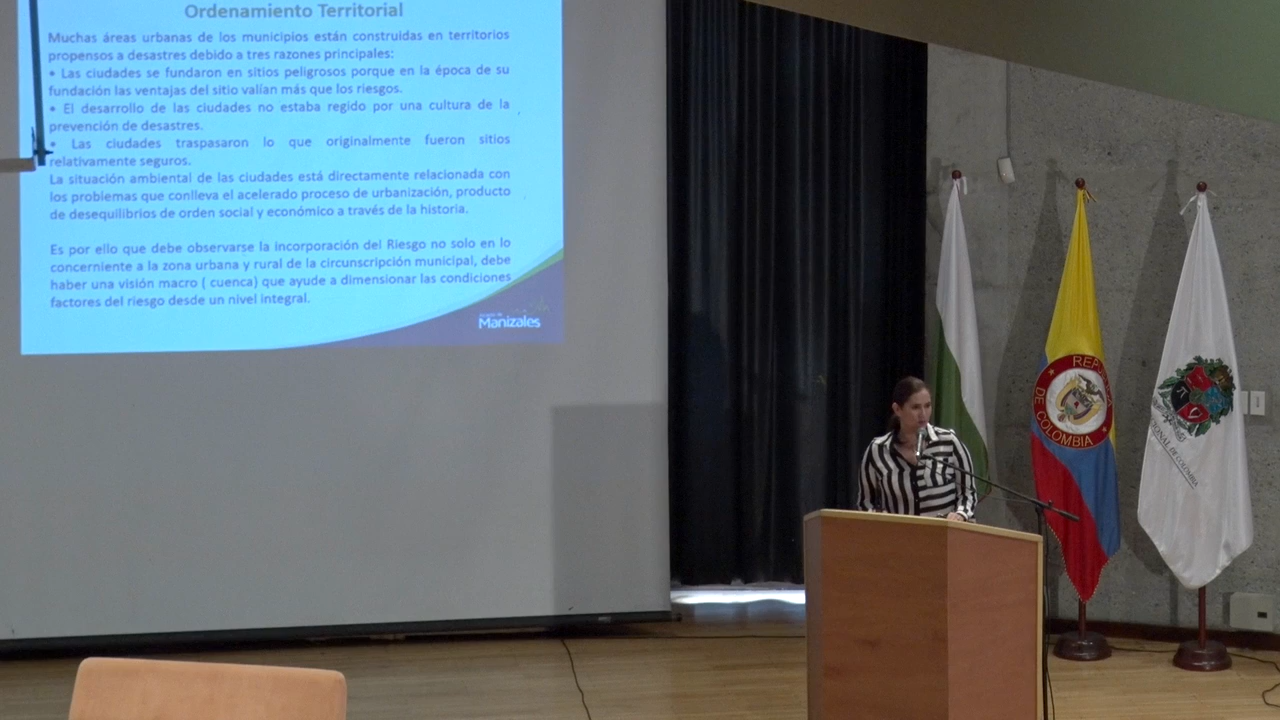 Ordenamiento Territorial
Muchas áreas urbanas de los municipios están construidas en territorios
propensos a desastres debido a tres razones principales:
• Las ciudades se fundaron en sitios peligrosos porque en la época de su
fundación las ventajas del sitio valían más que los riesgos.
• El desarrollo de las ciudades no estaba regido por una cultura de la
prevención de desastres.
• Las ciudades traspasaron lo que originalmente fueron sitios
relativamente seguros.
La situación ambiental de las ciudades está directamente relacionada con
los problemas que conlleva el acelerado proceso de urbanización, producto
de desequilibrios de orden social y económico a través de la historia.
Es por ello que debe observarse la incorporación del Riesgo no solo en lo
concerniente a la zona urbana y rural de la circunscripción municipal, debe
haber una visión macro ( cuenca) que ayude a dimensionar las condiciones
factores del riesgo desde un nivel integral.
Manizales
REPÚBLICA
DE COLOMBIA
DE COLOMBIA